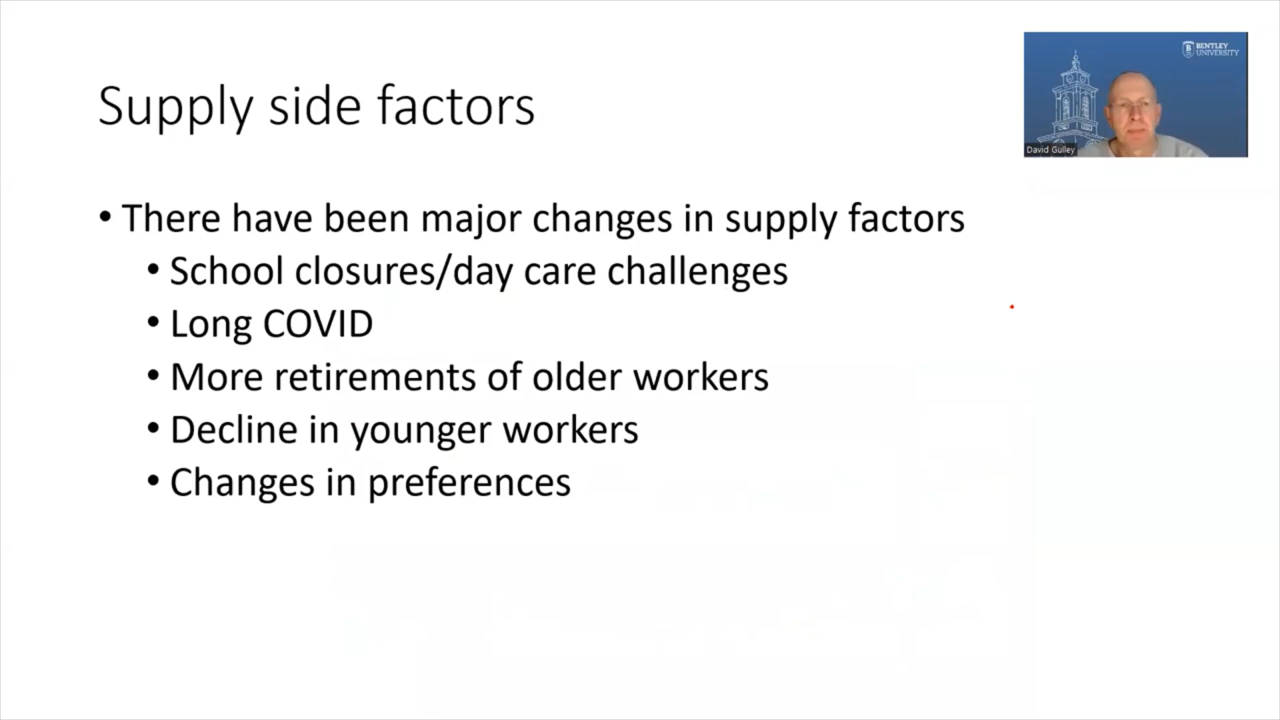 Supply side factors
• There have been major changes in supply factors
• School closures/day care challenges
• Long COVID
• More retirements of older workers
• Decline in younger workers
• Changes in preferences
BENTLEY
UNIVERSITY
David Gulley